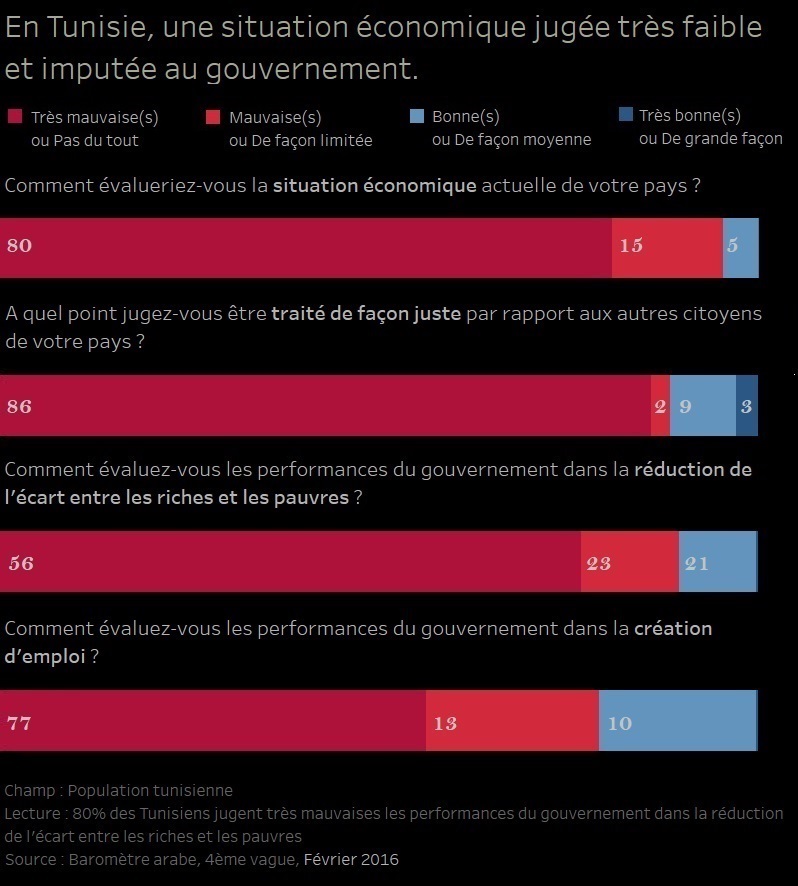 En Tunisie, une situation économique jugée très faible
et imputée au gouvernement.
Très mauvaise(s)
ou Pas du tout
Mauvaise(s)
ou De façon limitée
Bonne(s)
ou De façon moyenne
Très bonne(s)
ou De grande façon
Comment évalueriez-vous la situation économique actuelle de votre pays ?
80 15 5
A quel point jugez-vous être traité de façon juste par rapport aux autres citoyens
de votre pays ?
86 2 9 3
Comment évaluez-vous les performances du gouvernement dans la réduction de
l'écart entre les riches et les pauvres ?
56 23 21
Comment évaluez-vous les performances du gouvernement dans la création
d'emploi ?
77 13 10
Champ : Population tunisienne
Lecture : 80% des Tunisiens jugent très mauvaises les performances du gouvernement dans la réduction
de l'écart entre les riches et les pauvres
Source : Baromètre arabe, 4ème vague, Février 2016